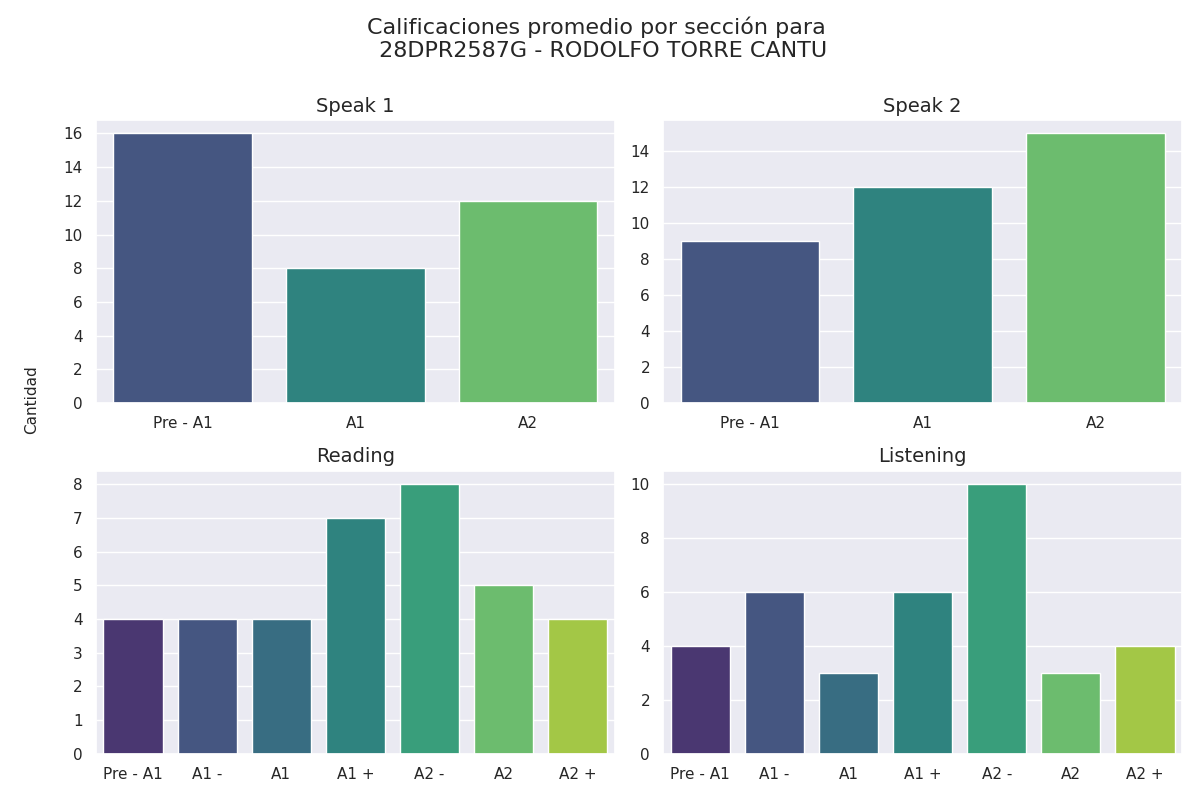 Calificaciones promedio por sección para
28DPR2587G - RODOLFO TORRE CANTU
Cantidad
Speak 1
16
14
12
10
8
6
4
2
0
Pre - A1 A1 A2
Speak 2
14
12
10
8
6
4
2
0
Pre - A1 A1 A2
Reading
8
7
6
5
4
3
2
1
0
Pre - A1 A1 - A1 A1 + A2 - A2 A2 +
Listening
10
8
6
4
2
0
Pre - A1 A1 - A1 A1 + A2 - A2 A2 +